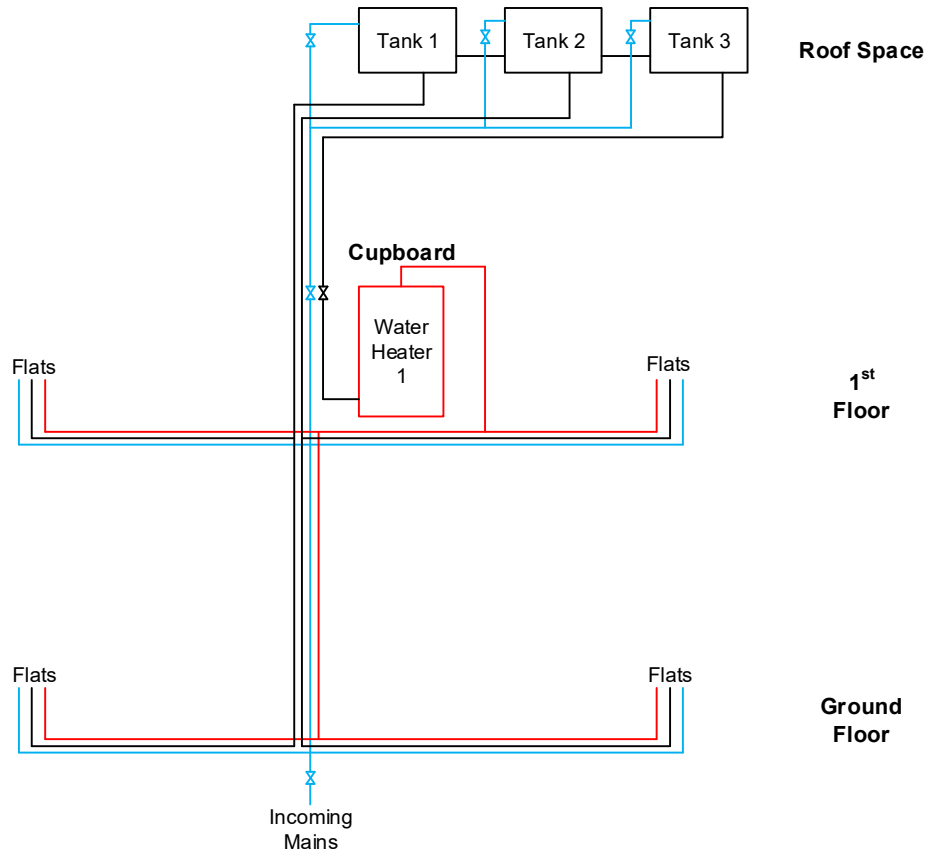 Tank 1
Tank 2
Tank 3
Roof Space
Cupboard
Water
Heater
1
Flats
Flats
1st
Floor
Flats
Flats
Ground
Floor
Incoming
Mains